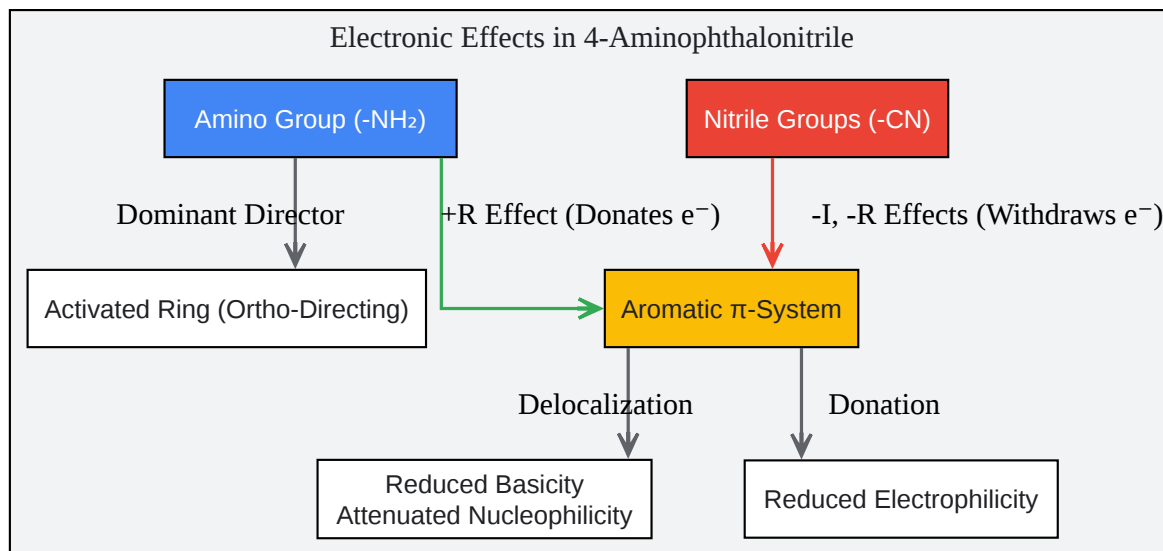 Electronic Effects in 4-Aminophthalonitrile
Amino Group (-NH₂)
Nitrile Groups (-CN)
Dominant Director
+R Effect (Donates e⁻)
-I, -R Effects (Withdraws e⁻)
Activated Ring (Ortho-Directing)
Aromatic π-System
Delocalization
Donation
Reduced Basicity
Attenuated Nucleophilicity
Reduced Electrophilicity